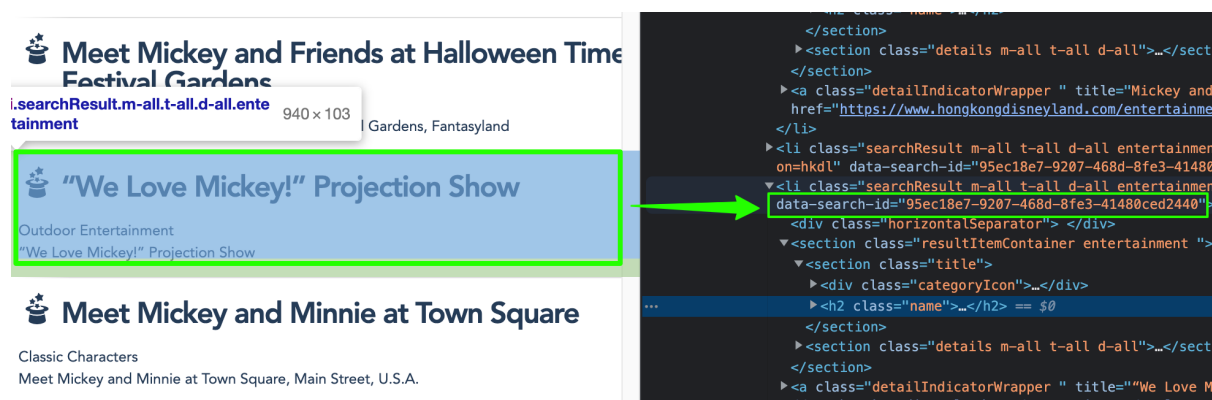 Meet Mickey and Friends at Halloween Time
Festival Gardens
i.searchResult.m-all.t-all.d-all.ente
tainment
940 × 103
Gardens, Fantasyland
“We Love Mickey!” Projection Show
Outdoor Entertainment
“We Love Mickey!” Projection Show
Meet Mickey and Minnie at Town Square
Classic Characters
Meet Mickey and Minnie at Town Square, Main Street, U.S.A.
</section>
▶<section class="details m-all t-all d-all">…</sect
</section>
▶<a class="detailIndicatorWrapper " title="Mickey and
href="https://www.hongkongdisneyland.com/entertainme
</li>
▶<li class="searchResult m-all t-all d-all entertainmen
on=hkdl" data-search-id="95ec18e7-9207-468d-8fe3-41480
▼<li class="searchResult m-all t-all d-all entertainmen
data-search-id="95ec18e7-9207-468d-8fe3-41480ced2440">
<div class="horizontalSeparator"> </div>
▼<section class="resultItemContainer entertainment ">
▼<section class="title">
▶<div class="categoryIcon">…</div>
… ▶<h2 class="name">…</h2> == $0
</section>
▶<section class="details m-all t-all d-all">…</sect
</section>
▶<a class="detailIndicatorWrapper " title="“We Love M